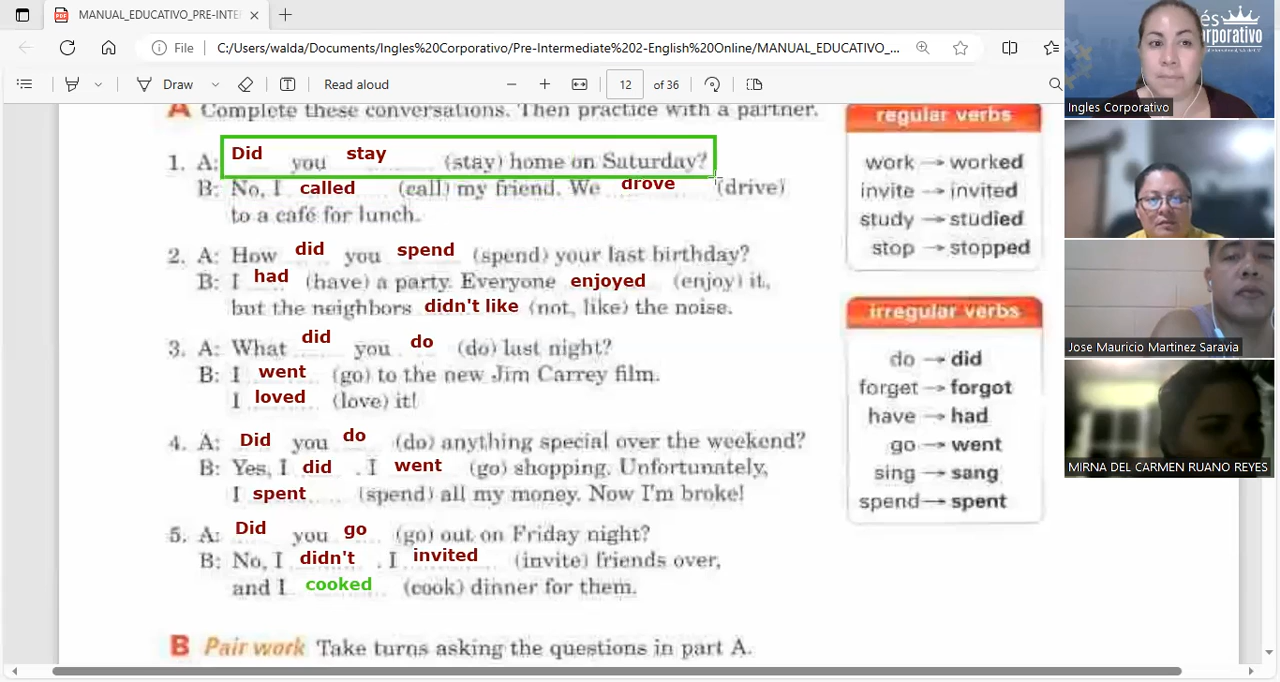 MANUAL_EDUCATIVO_PRE-INTE
File C:/Users/walda/Documents/Ingles%20Corporativo/Pre-Intermediate%202-English%20Online/MANUAL_EDUCATIVO_...
Draw Read aloud 12 of 36
A Complete these conversations. Then practice with a partner.
1. A: Did you stay (stay) home on Saturday?
B: No, I called (call) my friend. We drove (drive)
to a café for lunch.
2. A: How did you spend (spend) your last birthday?
B: I had (have) a party. Everyone enjoyed (enjoy) it,
but the neighbors didn't like (not, like) the noise.
3. A: What did you do (do) last night?
B: I went (go) to the new Jim Carrey film.
I loved (love) it!
4. A: Did you do (do) anything special over the weekend?
B: Yes, I did . I went (go) shopping. Unfortunately,
I spent (spend) all my money. Now I'm broke!
5. A: Did you go (go) out on Friday night?
B: No, I didn't . I invited (invite) friends over,
and I cooked (cook) dinner for them.
B Pair work Take turns asking the questions in part A.
regular verbs
work → worked
invite → invited
study → studied
stop → stopped
irregular verbs
do → did
forget → forgot
have → had
go → went
sing → sang
spend → spent
és
rporativo
Ingles Corporativo
Jose Mauricio Martinez Saravia
MIRNA DEL CARMEN RUANO REYES